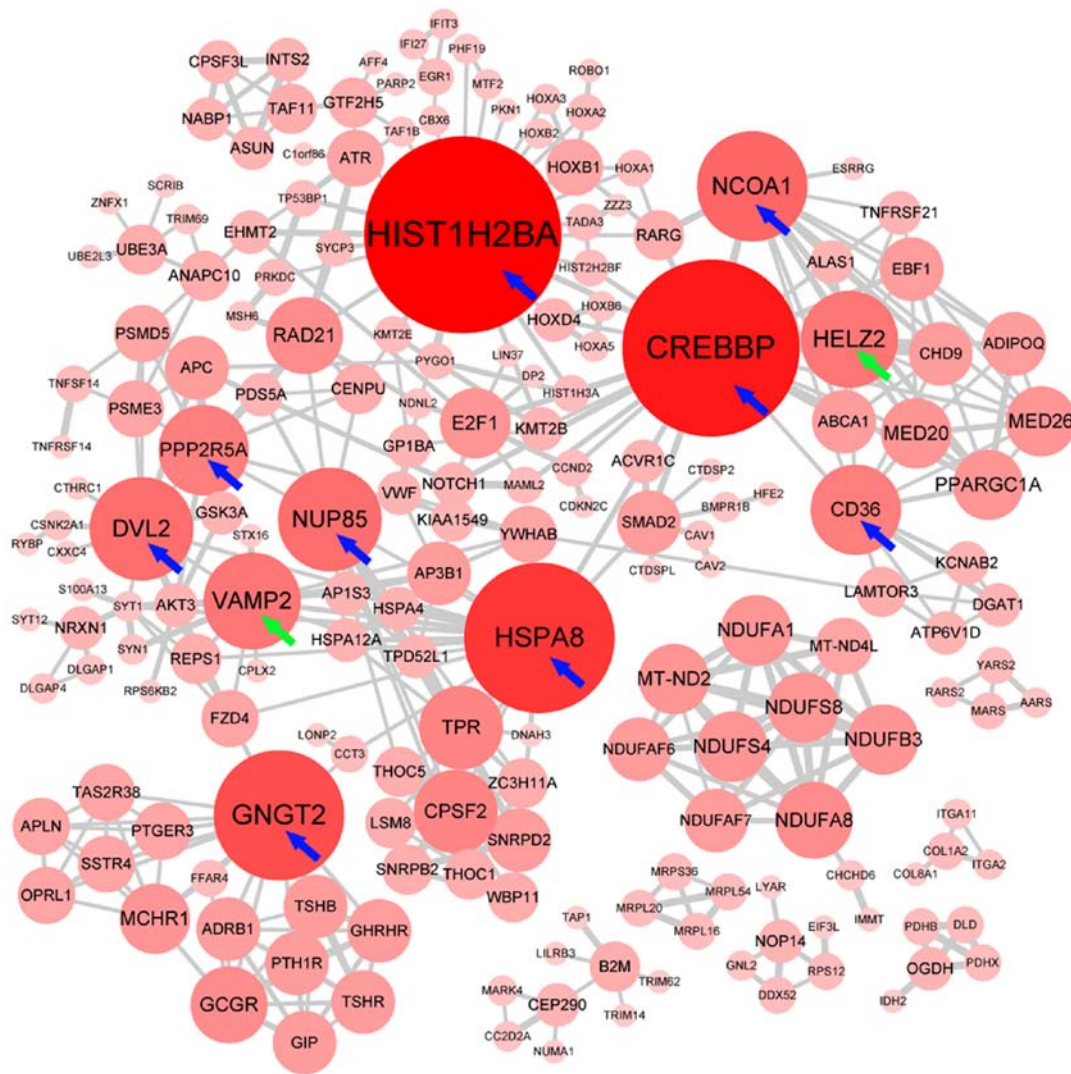 IFIT3
IFI27
PHF19
CPSF3L
INTS2
AFF4
EGR1
MTF2
ROBO1
PARP2
HOXA3
NABP1
TAF11
GTF2H5
PKN1
HOXA2
CBX6
HOXB2
TAF1B
ASUN
C1orf86
ATR
HOXB1
HOXA1
NCOA1
ESRRG
SCRIB
TP53BP1
ZZZ3
ZNFX1
TRIM69
HIST1H2BA
TADA3
TNFRSF21
EHMT2
RARG
UBE3A
SYCP3
UBE2L3
ALAS1
ANAPC10
PRKDC
HIST2H2BF
EBF1
MSH6
HOXB6
PSMD5
HOXD4
RAD21
KMT2E
HOXA5
CREBBP
HELZ2
ADIPOQ
LIN37
PYGO1
CHD9
APC
DP2
TNFSF14
PDS5A
CENPU
HIST1H3A
PSME3
NDNL2
ABCA1
E2F1
KMT2B
MED20
MED26
TNFRSF14
GP1BA
PPP2R5A
CCND2
ACVR1C
CTDSP2
CTHRC1
NOTCH1
MAML2
PPARGC1A
VWF
HFE2
GSK3A
CDKN2C
BMPR1B
CD36
DVL2
NUP85
KIAA1549
SMAD2
CSNK2A1
STX16
YWHAB
CAV1
RYBP
CXXC4
KCNAB2
CTDSPL
CAV2
AP3B1
S100A13
LAMTOR3
AP1S3
SYT1
AKT3
VAMP2
HSPA4
DGAT1
SYT12
NRXN1
HSPA8
NDUFA1
ATP6V1D
HSPA12A
MT-ND4L
SYN1
REPS1
TPD52L1
DLGAP1
CPLX2
MT-ND2
YARS2
DLGAP4
RPS6KB2
NDUFS8
RARS2
AARS
MARS
FZD4
TPR
NDUFAF6
NDUFS4
NDUFB3
LONP2
DNAH3
CCT3
THOC5
ZC3H11A
TAS2R38
GNGT2
CPSF2
APLN
PTGER3
LSM8
NDUFAF7
NDUFA8
ITGA11
SNRPD2
COL1A2
SSTR4
ITGA2
SNRPB2
THOC1
MRPS36
CHCHD6
COL8A1
FFAR4
OPRL1
LYAR
MRPL54
WBP11
TSHB
MRPL20
MCHR1
IMMT
TAP1
MRPL16
EIF3L
ADRB1
GHRHR
PDHB
DLD
LILRB3
NOP14
PTH1R
B2M
GNL2
RPS12
OGDH
PDHX
TRIM62
MARK4
DDX52
GCGR
TSHR
CEP290
IDH2
TRIM14
CC2D2A
GIP
NUMA1